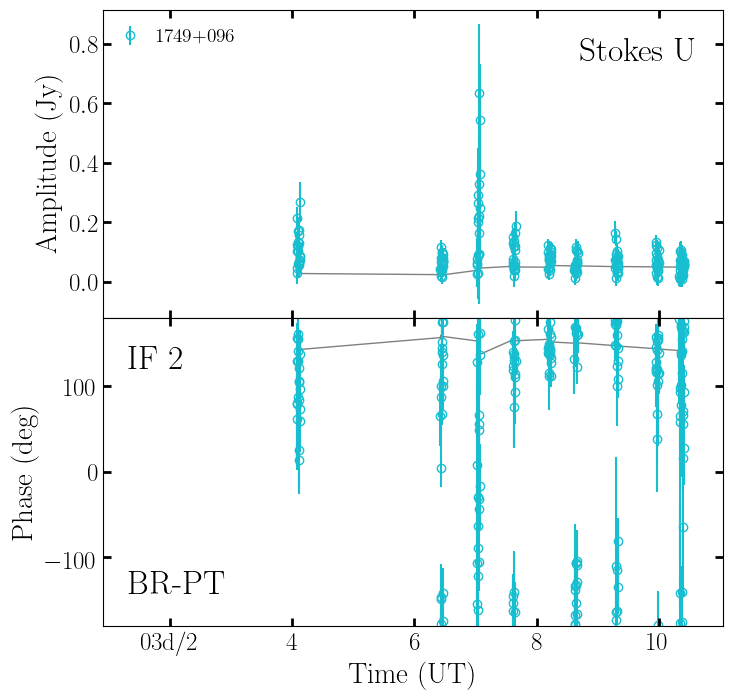 1749+096
Stokes U
0.8
0.6
0.4
0.2
0.0
Amplitude (Jy)
IF 2
100
0
−100
Phase (deg)
BR-PT
03d/2 4 6 8 10
Time (UT)